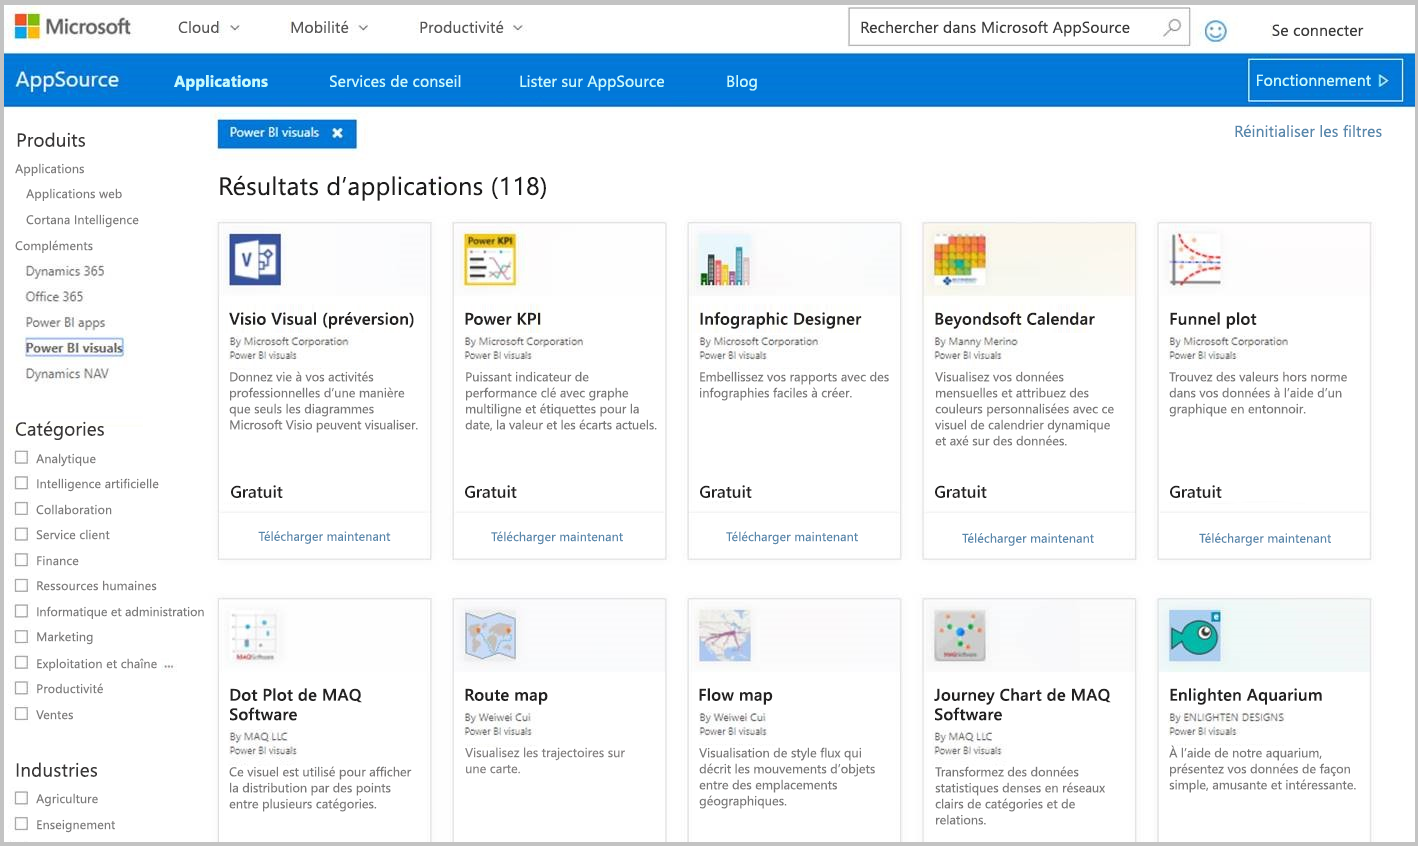 Microsoft
Cloud
Mobilité
Productivité
Rechercher dans Microsoft AppSource
Se connecter
AppSource
Applications
Services de conseil
Lister sur AppSource
Blog
Fonctionnement
Produits
Applications
Applications web
Cortana Intelligence
Compléments
Dynamics 365
Office 365
Power BI apps
Power BI visuals
Dynamics NAV
Catégories
Analytique
Intelligence artificielle
Collaboration
Service client
Finance
Ressources humaines
Informatique et administration
Marketing
Exploitation et chaîne ...
Productivité
Ventes
Industries
Agriculture
Enseignement
Power BI visuals
Réinitialiser les filtres
Résultats d’applications (118)
Visio Visual (préversion)
By Microsoft Corporation
Power BI visuals
Donnez vie à vos activités
professionnelles d’une manière
que seuls les diagrammes
Microsoft Visio peuvent visualiser.
Gratuit
Télécharger maintenant
Power KPI
Power KPI
By Microsoft Corporation
Power BI visuals
Puissant indicateur de
performance clé avec graphe
multiligne et étiquettes pour la
date, la valeur et les écarts actuels.
Gratuit
Télécharger maintenant
Infographic Designer
By Microsoft Corporation
Power BI visuals
Embellissez vos rapports avec des
infographies faciles à créer.
Gratuit
Télécharger maintenant
Beyondsoft Calendar
By Manny Merino
Power BI visuals
Visualisez vos données
mensuelles et attribuez des
couleurs personnalisées avec ce
visuel de calendrier dynamique
et axé sur des données.
Gratuit
Télécharger maintenant
Funnel plot
By Microsoft Corporation
Power BI visuals
Trouvez des valeurs hors norme
dans vos données à l’aide d’un
graphique en entonnoir.
Gratuit
Télécharger maintenant
MAQSoftware
Dot Plot de MAQ
Software
By MAQ LLC
Power BI visuals
Ce visuel est utilisé pour afficher
la distribution par des points
entre plusieurs catégories.
Route map
By Weiwei Cui
Power BI visuals
Visualisez les trajectoires sur
une carte.
Flow map
By Weiwei Cui
Power BI visuals
Visualisation de style flux qui
décrit les mouvements d’objets
entre des emplacements
géographiques.
MAQSoftware
Journey Chart de MAQ
Software
By MAQ LLC
Power BI visuals
Transformez des données
statistiques denses en réseaux
clairs de catégories et de
relations.
Enlighten Aquarium
By ENLIGHTEN DESIGNS
Power BI visuals
À l’aide de notre aquarium,
présentez vos données de façon
simple, amusante et intéressante.